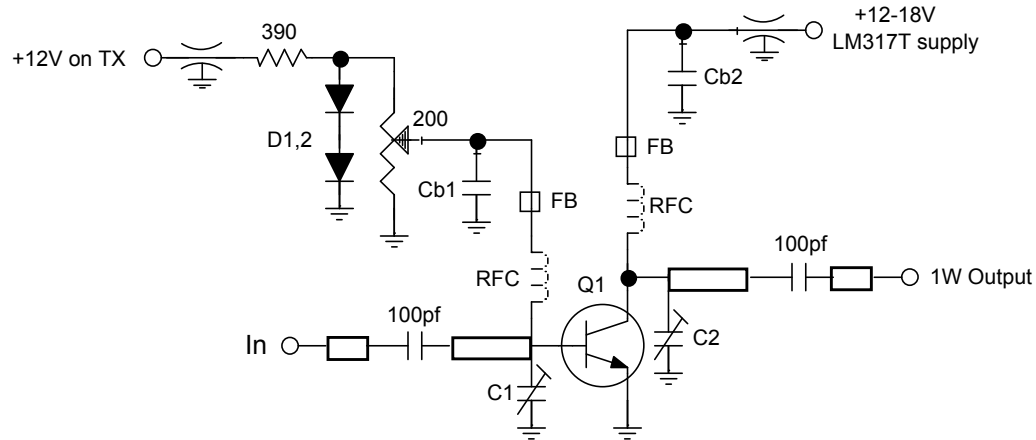 +12-18V
LM317T supply
390
+12V on TX
Cb2
200
D1,2
FB
Cb1
FB
RFC
100pf
RFC
Q1
1W Output
100pf
In
C2
C1